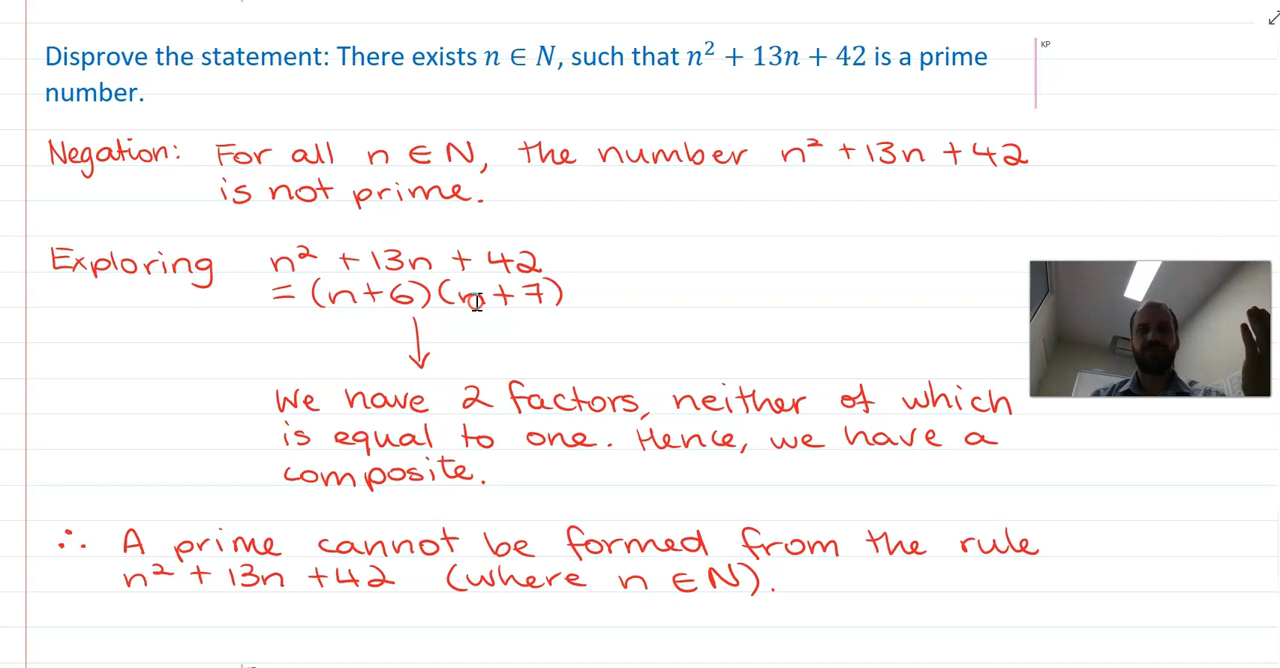 Disprove the statement: There exists n ∈ N, such that n² + 13n + 42 is a prime
number.
KP
Negation: For all n ∈ N, the number n² + 13n + 42
is not prime.
Exploring n² + 13n + 42
= (n+6)(n+7)
We have 2 factors, neither of which
is equal to one. Hence, we have a
composite.
∴ A prime cannot be formed from the rule
n² + 13n + 42 (where n ∈ N).